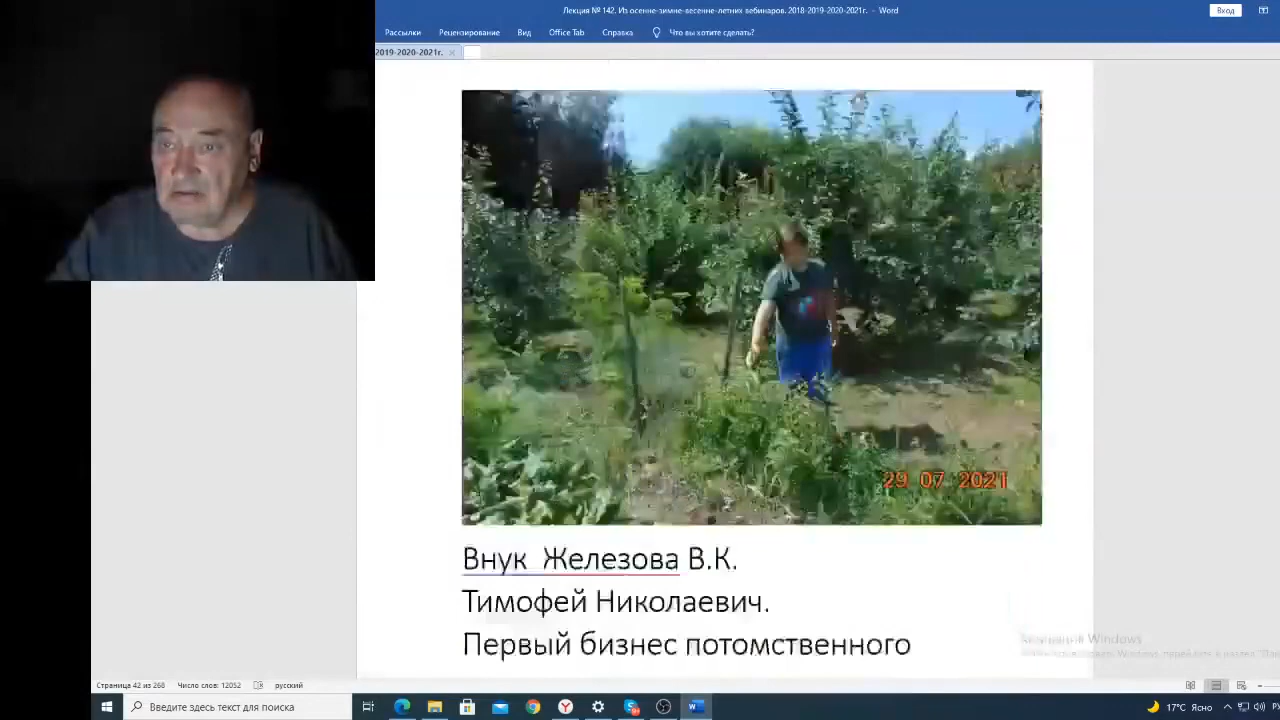 Лекция № 142. Из осенне-зимне-весенне-летних вебинаров. 2018-2019-2020-2021г. – Word
Вход
Рассылки Рецензирование Вид Office Tab Справка Что вы хотите сделать?
2019-2020-2021г.
29 07 2021
Внук Железова В.К.
Тимофей Николаевич.
Первый бизнес потомственного
Windows
Страница 42 из 268 Число слов: 12052 русский
Введите здесь текст для поиска
17°C Ясно